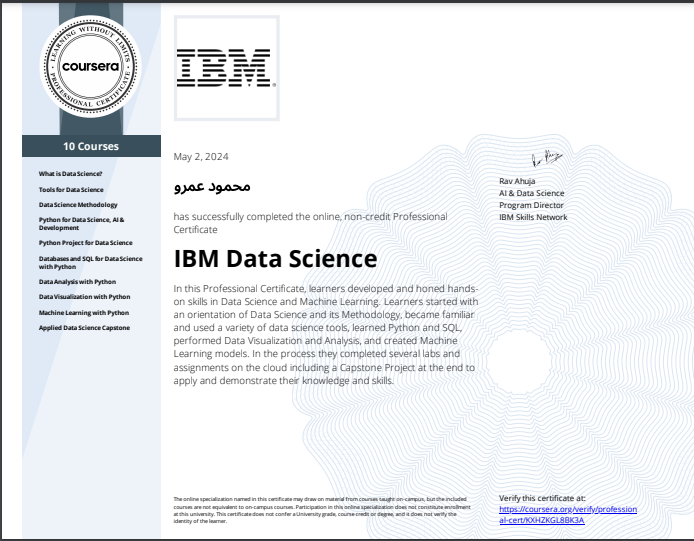 LEARNING WITHOUT LIMITS
coursera
PROFESSIONAL CERTIFICATE
10 Courses
What is Data Science?
Tools for Data Science
Data Science Methodology
Python for Data Science, AI &
Development
Python Project for Data Science
Databases and SQL for Data Science
with Python
Data Analysis with Python
Data Visualization with Python
Machine Learning with Python
Applied Data Science Capstone
IBM
May 2, 2024
محمود عمرو
has successfully completed the online, non-credit Professional
Certificate
IBM Data Science
In this Professional Certificate, learners developed and honed hands-
on skills in Data Science and Machine Learning. Learners started with
an orientation of Data Science and its Methodology, became familiar
and used a variety of data science tools, learned Python and SQL,
performed Data Visualization and Analysis, and created Machine
Learning models. In the process they completed several labs and
assignments on the cloud including a Capstone Project at the end to
apply and demonstrate their knowledge and skills.
Rav Ahuja
Rav Ahuja
AI & Data Science
Program Director
IBM Skills Network
The online specialization named in this certificate may draw on material from courses taught on-campus, but the included
courses are not equivalent to on-campus courses. Participation in this online specialization does not constitute enrollment
at this university. This certificate does not confer a University grade, course credit or degree, and it does not verify the
identity of the learner.
Verify this certificate at:
https://coursera.org/verify/profession
al-cert/KXHZKGL8BK3A